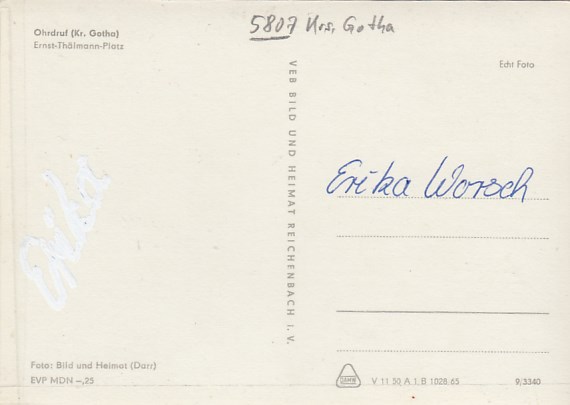 5807 Krs. Gotha
Ohrdruf (Kr. Gotha)
Ernst-Thälmann-Platz
Echt Foto
VEB BILD UND HEIMAT REICHENBACH I. V.
Erika Worsch
Erika
Foto: Bild und Heimat (Darr)
EVP MDN –,25
V 11 50 A 1 B 1028 65
9/3340